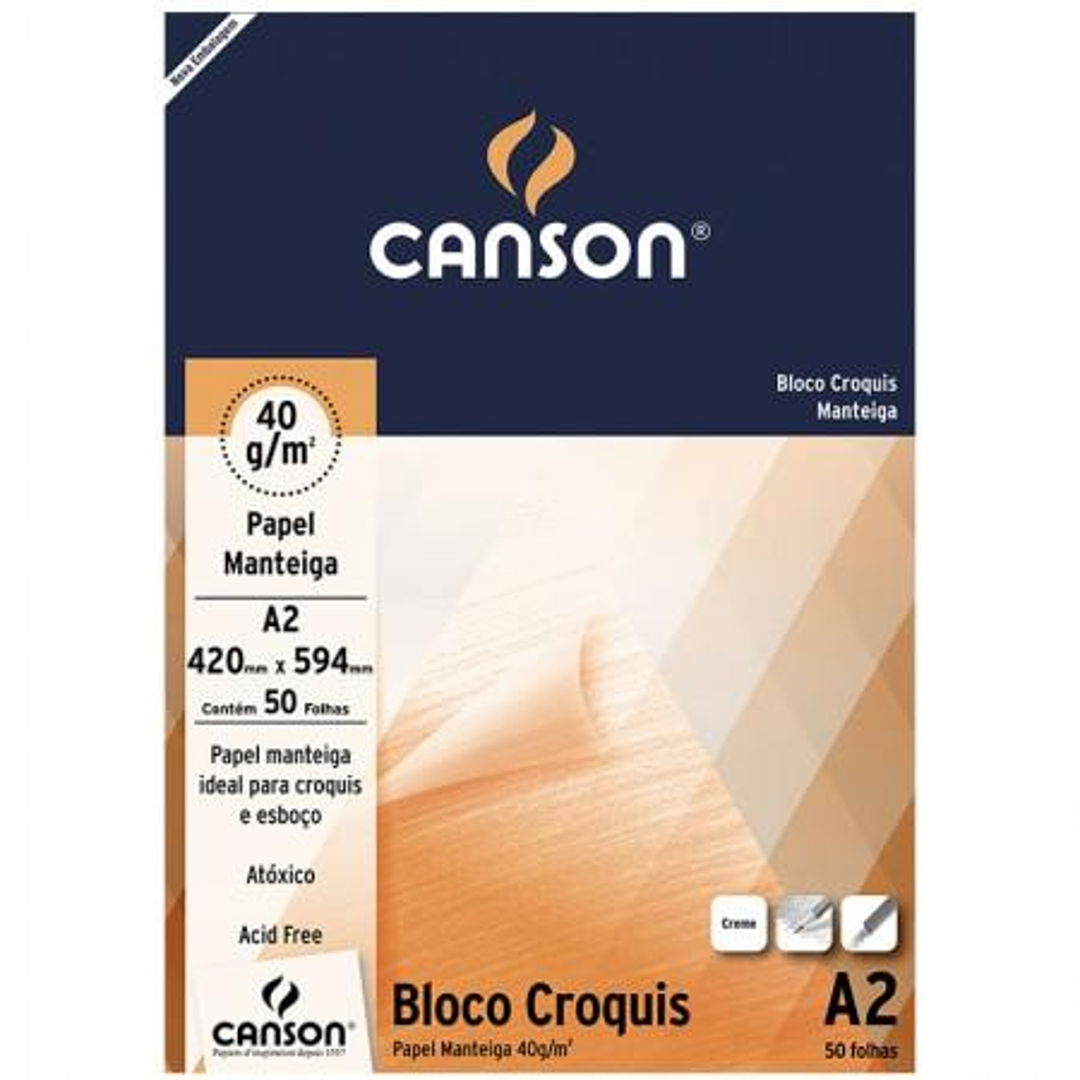 Nova Embalagem
CANSON®
Bloco Croquis
Manteiga
40
g/m²
Papel
Manteiga
A2
420mm x 594mm
Contém 50 Folhas
Papel manteiga
ideal para croquis
e esboço
Atóxico
Acid Free
CANSON®
Creme
Bloco Croquis
A2
Papel Manteiga 40g/m²
50 folhas